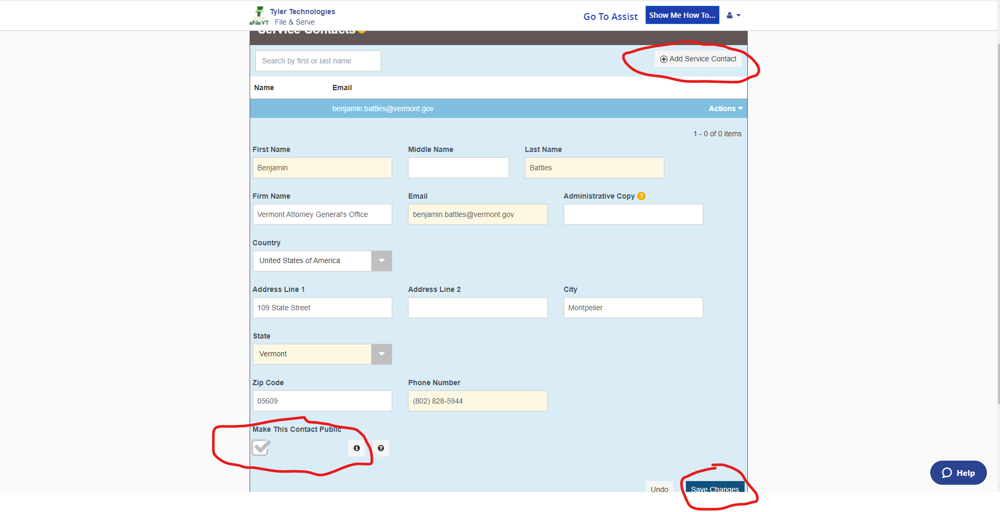 Tyler Technologies
File & Serve
eFileVT
Go To Assist
Show Me How To...
Service Contacts ?
Search by first or last name
Add Service Contact
Name Email
benjamin.battles@vermont.gov Actions
1 - 0 of 0 items
First Name Middle Name Last Name
Benjamin Battles
Firm Name Email Administrative Copy ?
Vermont Attorney General's Office benjamin.battles@vermont.gov
Country
United States of America
Address Line 1 Address Line 2 City
109 State Street Montpelier
State
Vermont
Zip Code Phone Number
05609 (802) 828-5944
Make This Contact Public
i ?
Undo Save Changes
Help